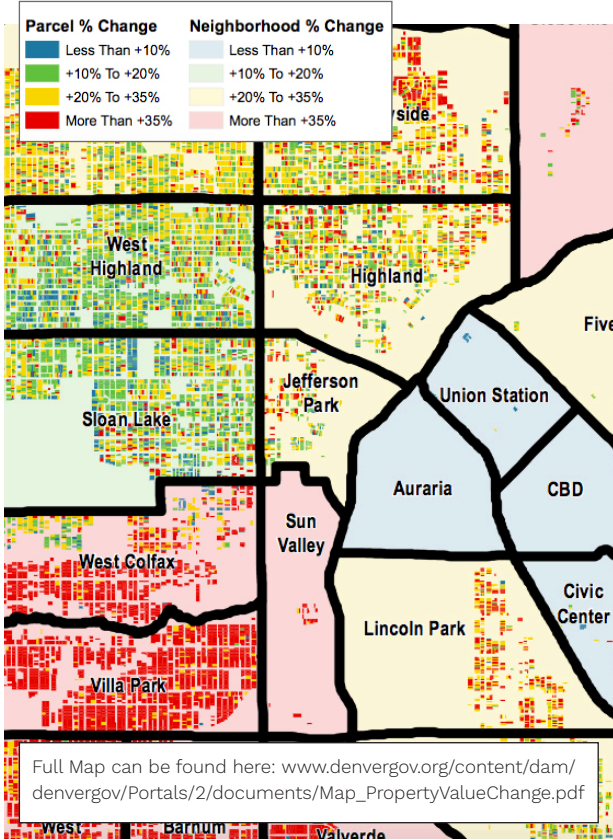 Parcel % Change
Less Than +10%
+10% To +20%
+20% To +35%
More Than +35%
Neighborhood % Change
Less Than +10%
+10% To +20%
+20% To +35%
More Than +35%
yside
West
Highland
Highland
Five
Jefferson
Park
Union Station
Sloan Lake
Auraria
CBD
Sun
Valley
West Colfax
Civic
Center
Lincoln Park
Villa Park
Full Map can be found here: www.denvergov.org/content/dam/
denvergov/Portals/2/documents/Map_PropertyValueChange.pdf
West
Barnum
Valverde